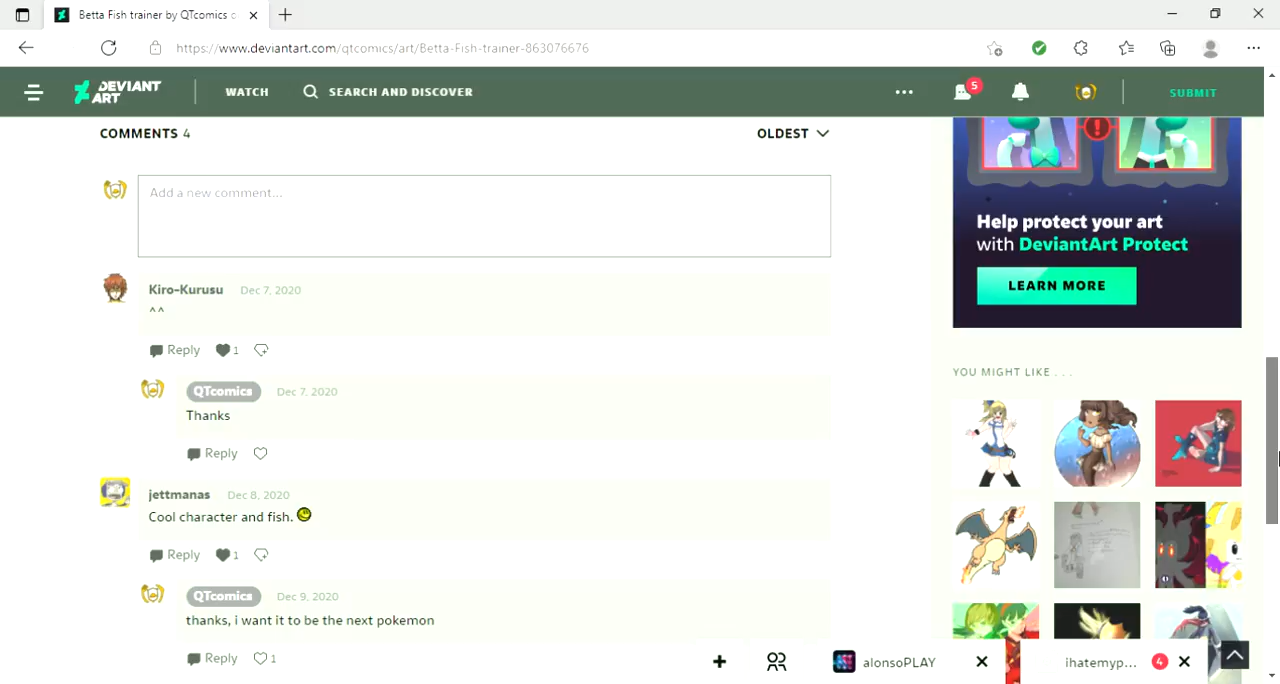 Betta Fish trainer by QTcomics
https://www.deviantart.com/qtcomics/art/Betta-Fish-trainer-863076676
DEVIANT
ART
WATCH
SEARCH AND DISCOVER
5
SUBMIT
COMMENTS 4
OLDEST
Add a new comment...
Kiro-Kurusu Dec 7, 2020
^^
Reply 1
QTcomics Dec 7, 2020
Thanks
Reply
jettmanas Dec 8, 2020
Cool character and fish.
Reply 1
QTcomics Dec 9, 2020
thanks, i want it to be the next pokemon
Reply 1
Help protect your art
with DeviantArt Protect
LEARN MORE
YOU MIGHT LIKE . . .
alonsoPLAY
ihatemyp... 4